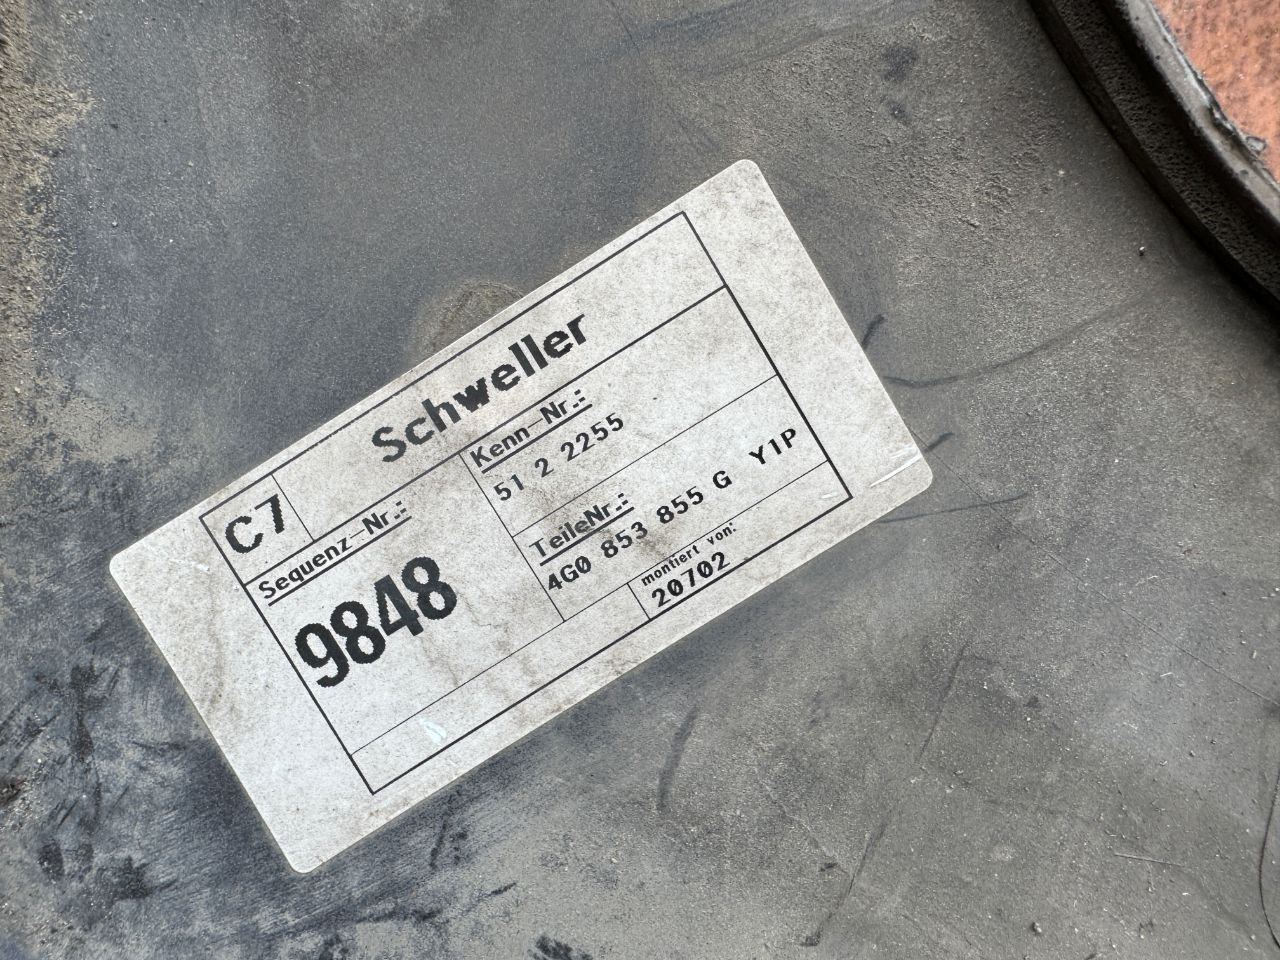 C7
Schweller
Sequenz-Nr.:
9848
Kenn-Nr.:
51 2 2255
TeileNr.:
4G0 853 855 G Y1P
montiert von:
20702